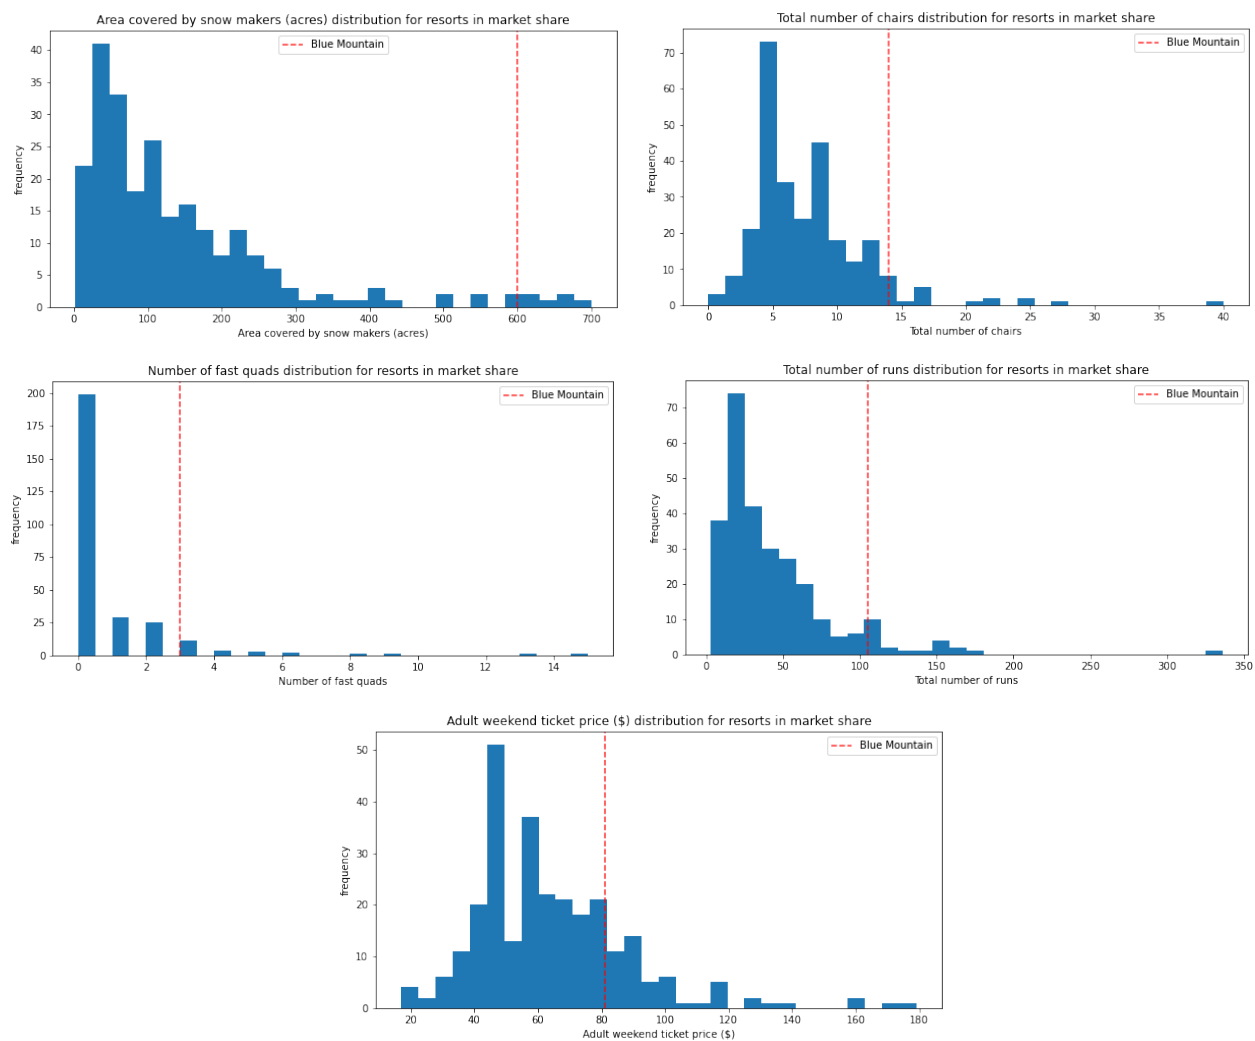 Area covered by snow makers (acres) distribution for resorts in market share
Blue Mountain
frequency
40
35
30
25
20
15
10
5
0
0 100 200 300 400 500 600 700
Area covered by snow makers (acres)
Total number of chairs distribution for resorts in market share
Blue Mountain
frequency
70
60
50
40
30
20
10
0
0 5 10 15 20 25 30 35 40
Total number of chairs
Number of fast quads distribution for resorts in market share
Blue Mountain
frequency
200
175
150
125
100
75
50
25
0
0 2 4 6 8 10 12 14
Number of fast quads
Total number of runs distribution for resorts in market share
Blue Mountain
frequency
70
60
50
40
30
20
10
0
0 50 100 150 200 250 300 350
Total number of runs
Adult weekend ticket price ($) distribution for resorts in market share
Blue Mountain
frequency
50
40
30
20
10
0
20 40 60 80 100 120 140 160 180
Adult weekend ticket price ($)